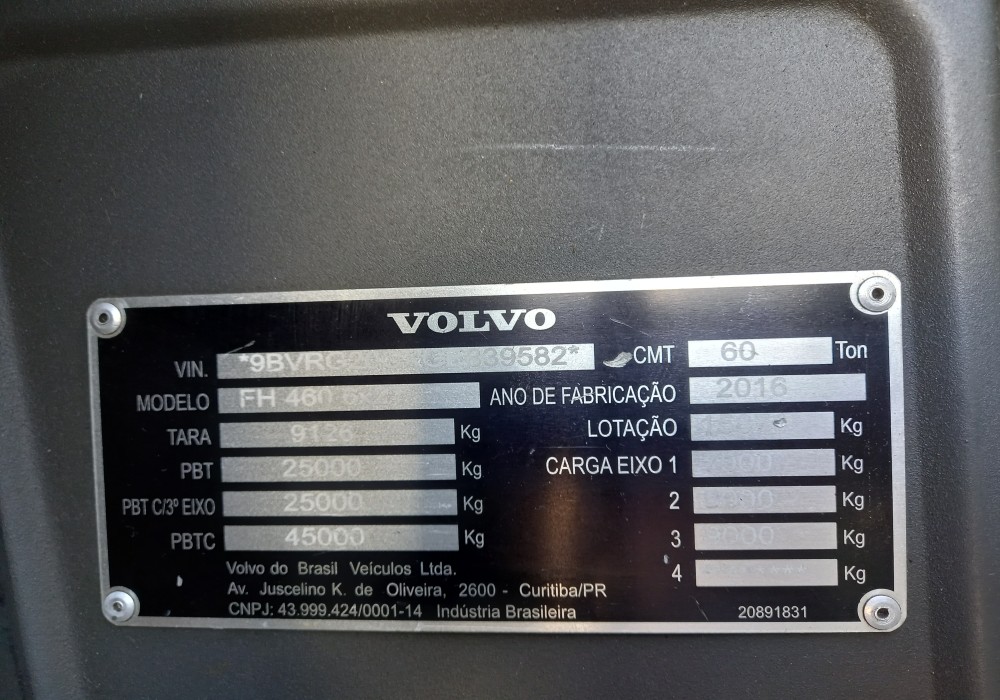 VOLVO
VIN. CMT 60 Ton
MODELO FH 460 ANO DE FABRICAÇÃO 2016
TARA 9126 Kg LOTAÇÃO Kg
PBT 25000 Kg CARGA EIXO 1 Kg
PBT C/3º EIXO 25000 Kg 2 Kg
PBTC 45000 Kg 3 Kg
4 Kg
Volvo do Brasil Veículos Ltda.
Av. Juscelino K. de Oliveira, 2600 - Curitiba/PR
CNPJ: 43.999.424/0001-14 Indústria Brasileira 20891831